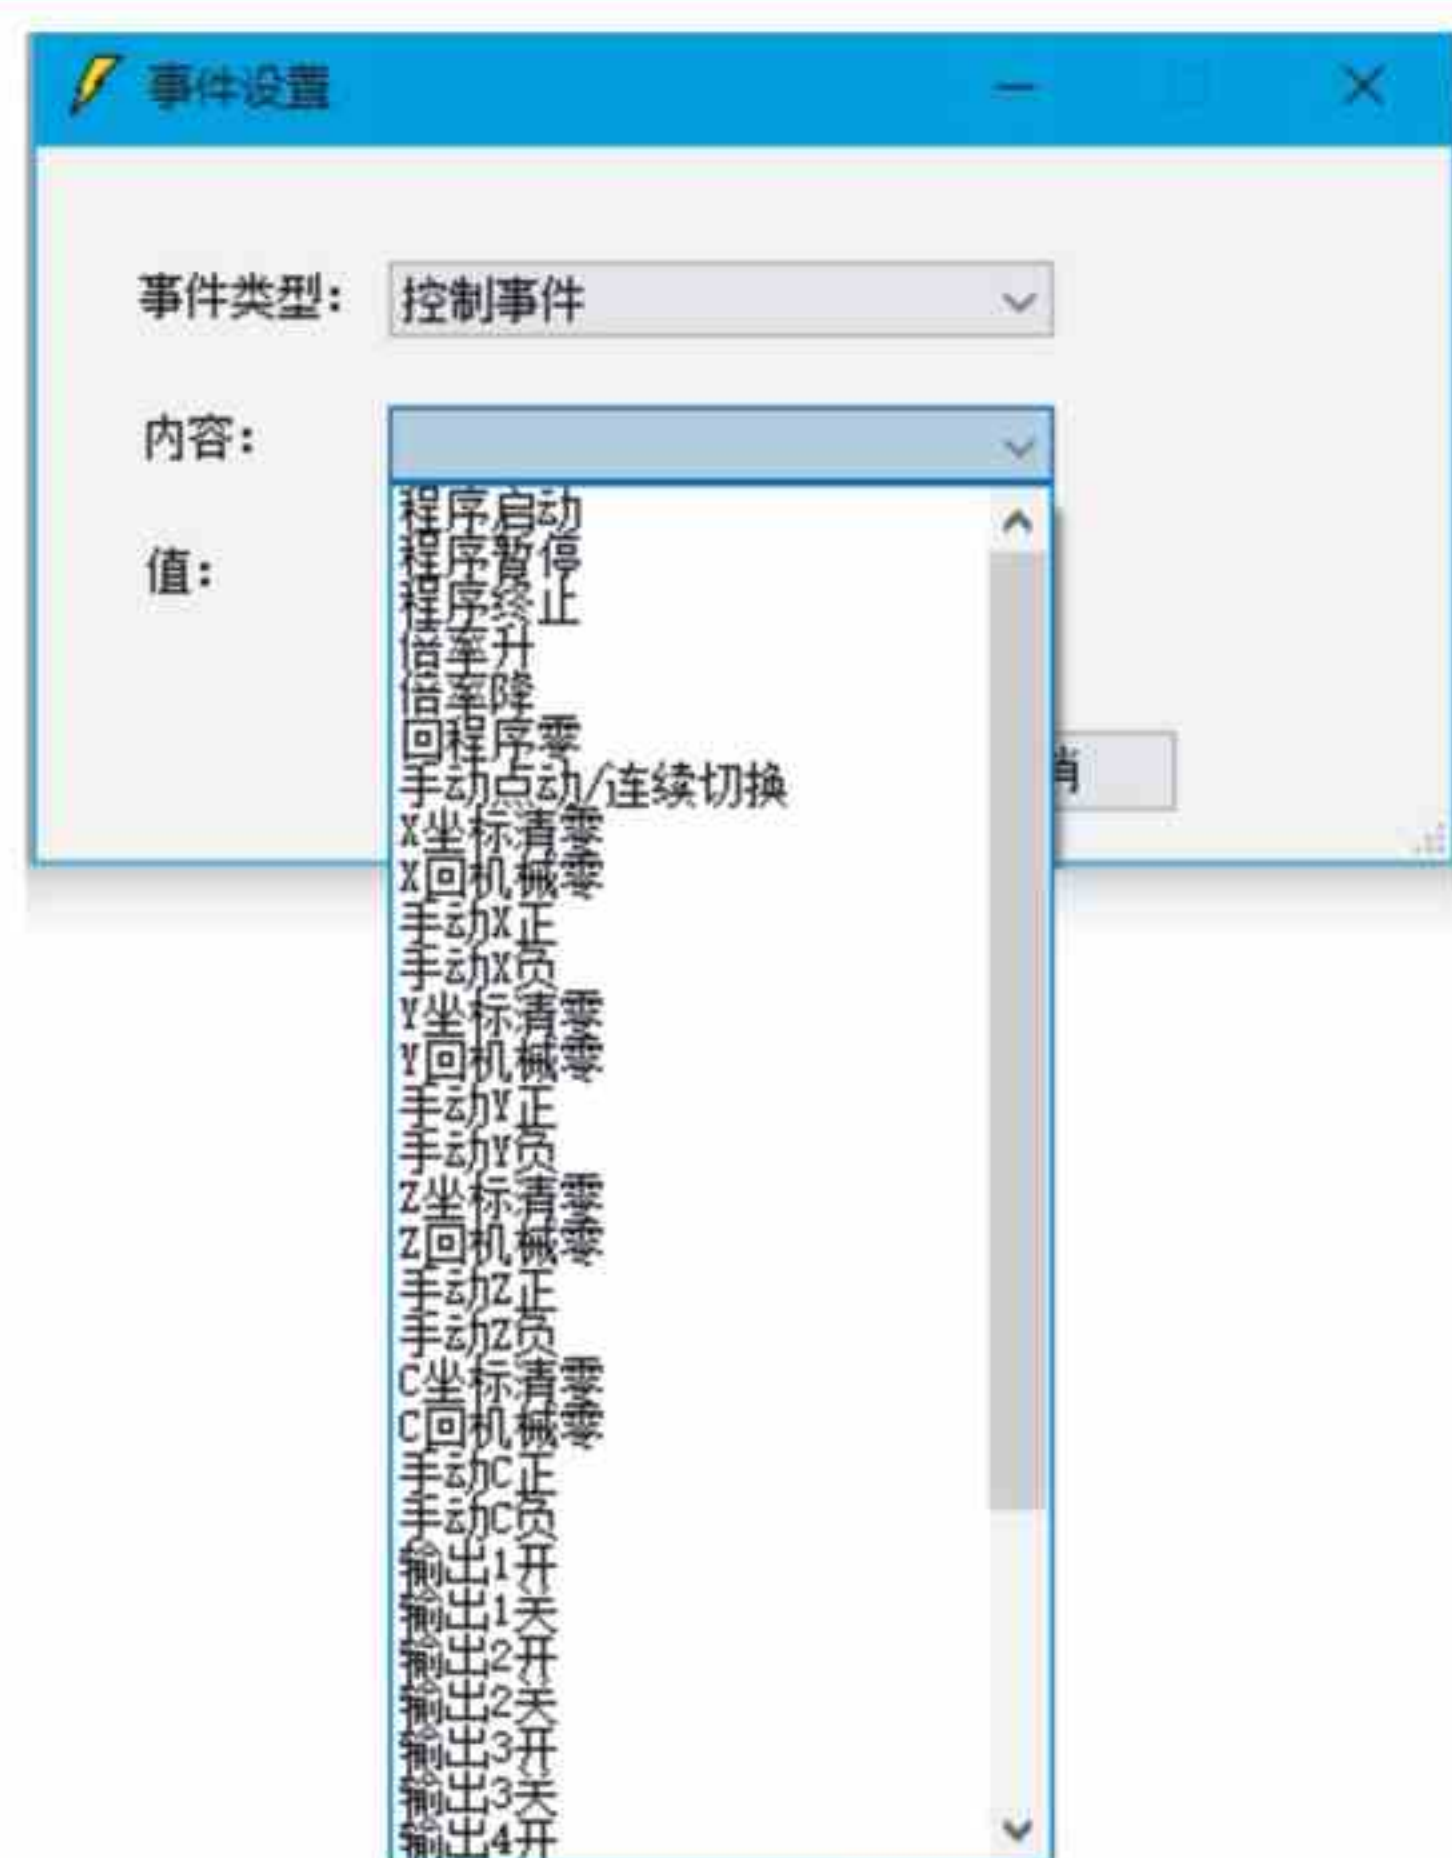 事件设置
事件类型: 控制事件
内容:
值:
程序启动
程序暂停
程序终止
倍率升
倍率降
回程序零
手动点动/连续切换
X坐标清零
X回机械零
手动X正
手动X负
Y坐标清零
Y回机械零
手动Y正
手动Y负
Z坐标清零
Z回机械零
手动Z正
手动Z负
C坐标清零
C回机械零
手动C正
手动C负
输出1开
输出1关
输出2开
输出2关
输出3开
输出3关
输出4开